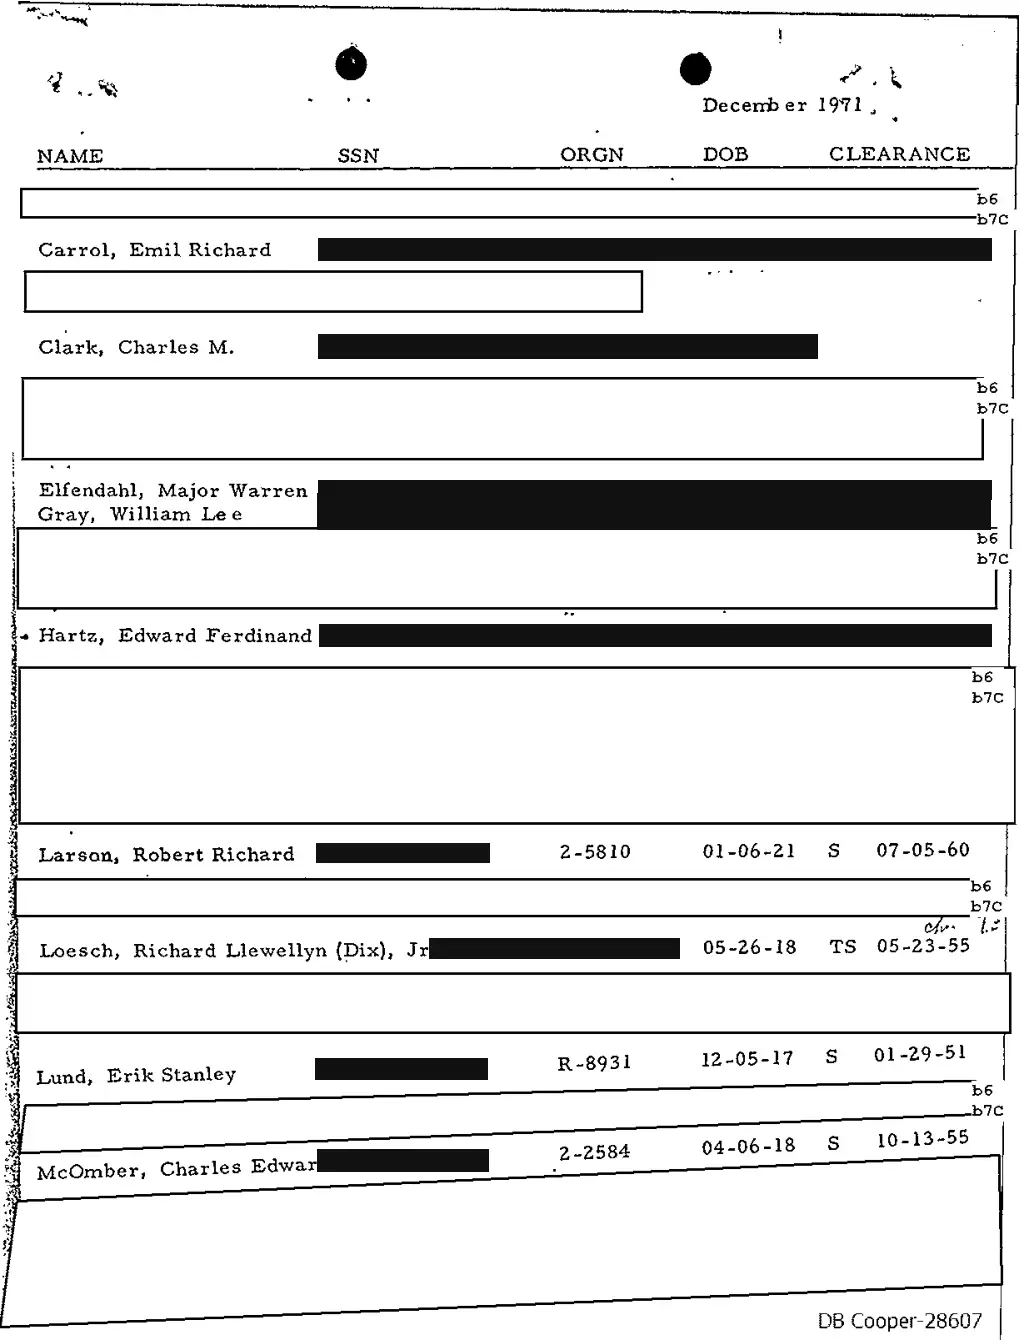 December 1971
NAME SSN ORGN DOB CLEARANCE
b6
b7C
Carrol, Emil Richard
Clark, Charles M.
b6
b7C
Elfendahl, Major Warren
Gray, William Lee
b6
b7C
Hartz, Edward Ferdinand
b6
b7C
Larson, Robert Richard 2-5810 01-06-21 S 07-05-60
b6
b7C
Loesch, Richard Llewellyn (Dix), Jr 05-26-18 TS 05-23-55
Lund, Erik Stanley R-8931 12-05-17 S 01-29-51
b6
b7C
McOmber, Charles Edwar 2-2584 04-06-18 S 10-13-55
DB Cooper-28607